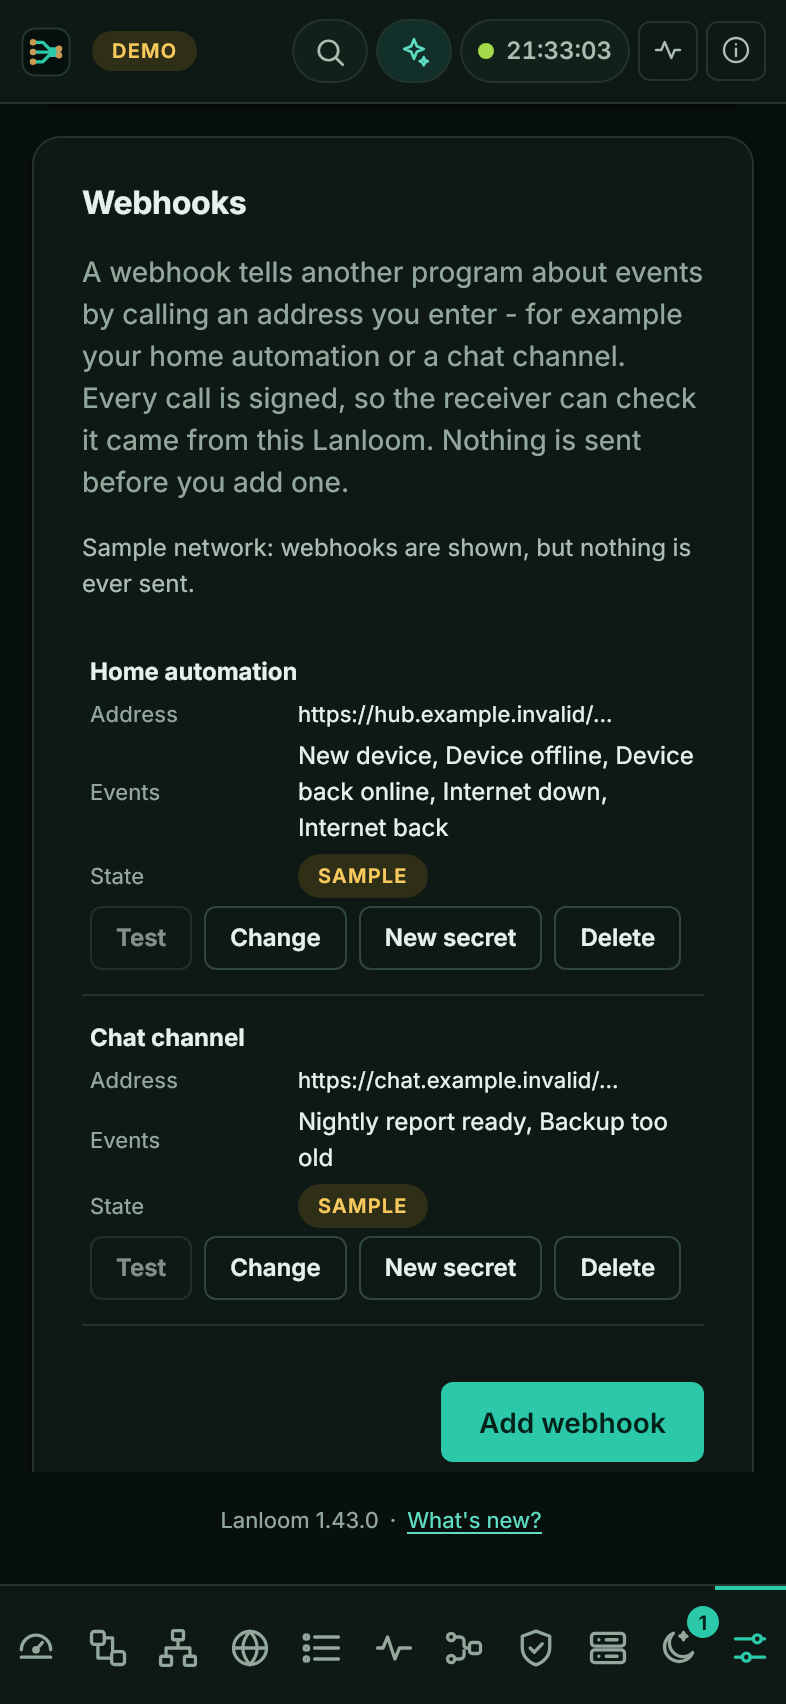 DEMO
21:33:03
Webhooks
A webhook tells another program about events
by calling an address you enter - for example
your home automation or a chat channel.
Every call is signed, so the receiver can check
it came from this Lanloom. Nothing is sent
before you add one.
Sample network: webhooks are shown, but nothing is
ever sent.
Home automation
Address https://hub.example.invalid/...
Events New device, Device offline, Device
back online, Internet down,
Internet back
State SAMPLE
Test Change New secret Delete
Chat channel
Address https://chat.example.invalid/...
Events Nightly report ready, Backup too
old
State SAMPLE
Test Change New secret Delete
Add webhook
Lanloom 1.43.0 · What's new?
1